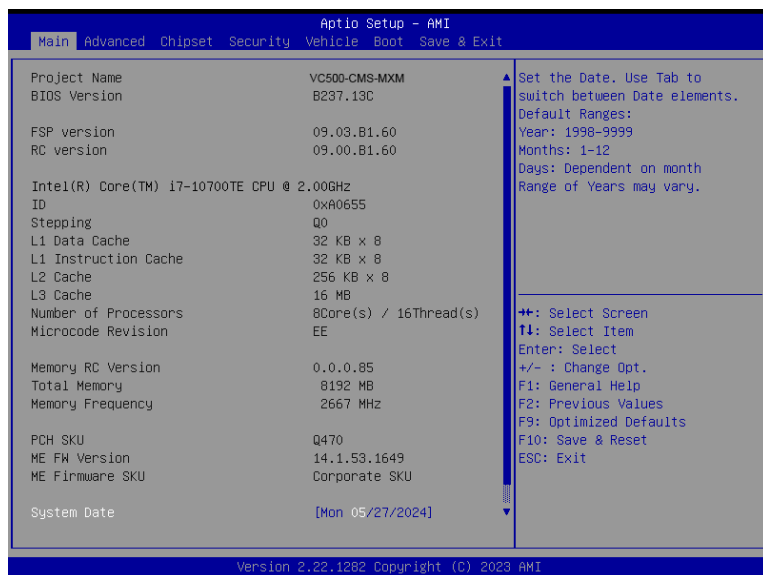 Aptio Setup – AMI
Main Advanced Chipset Security Vehicle Boot Save & Exit
Project Name VC500-CMS-MXM
BIOS Version B237.13C
FSP version 09.03.B1.60
RC version 09.00.B1.60
Intel(R) Core(TM) i7-10700TE CPU @ 2.00GHz
ID 0xA0655
Stepping Q0
L1 Data Cache 32 KB x 8
L1 Instruction Cache 32 KB x 8
L2 Cache 256 KB x 8
L3 Cache 16 MB
Number of Processors 8Core(s) / 16Thread(s)
Microcode Revision EE
Memory RC Version 0.0.0.85
Total Memory 8192 MB
Memory Frequency 2667 MHz
PCH SKU Q470
ME FW Version 14.1.53.1649
ME Firmware SKU Corporate SKU
System Date [Mon 05/27/2024]
Set the Date. Use Tab to
switch between Date elements.
Default Ranges:
Year: 1998-9999
Months: 1-12
Days: Dependent on month
Range of Years may vary.
→←: Select Screen
↑↓: Select Item
Enter: Select
+/- : Change Opt.
F1: General Help
F2: Previous Values
F9: Optimized Defaults
F10: Save & Reset
ESC: Exit
Version 2.22.1282 Copyright (C) 2023 AMI